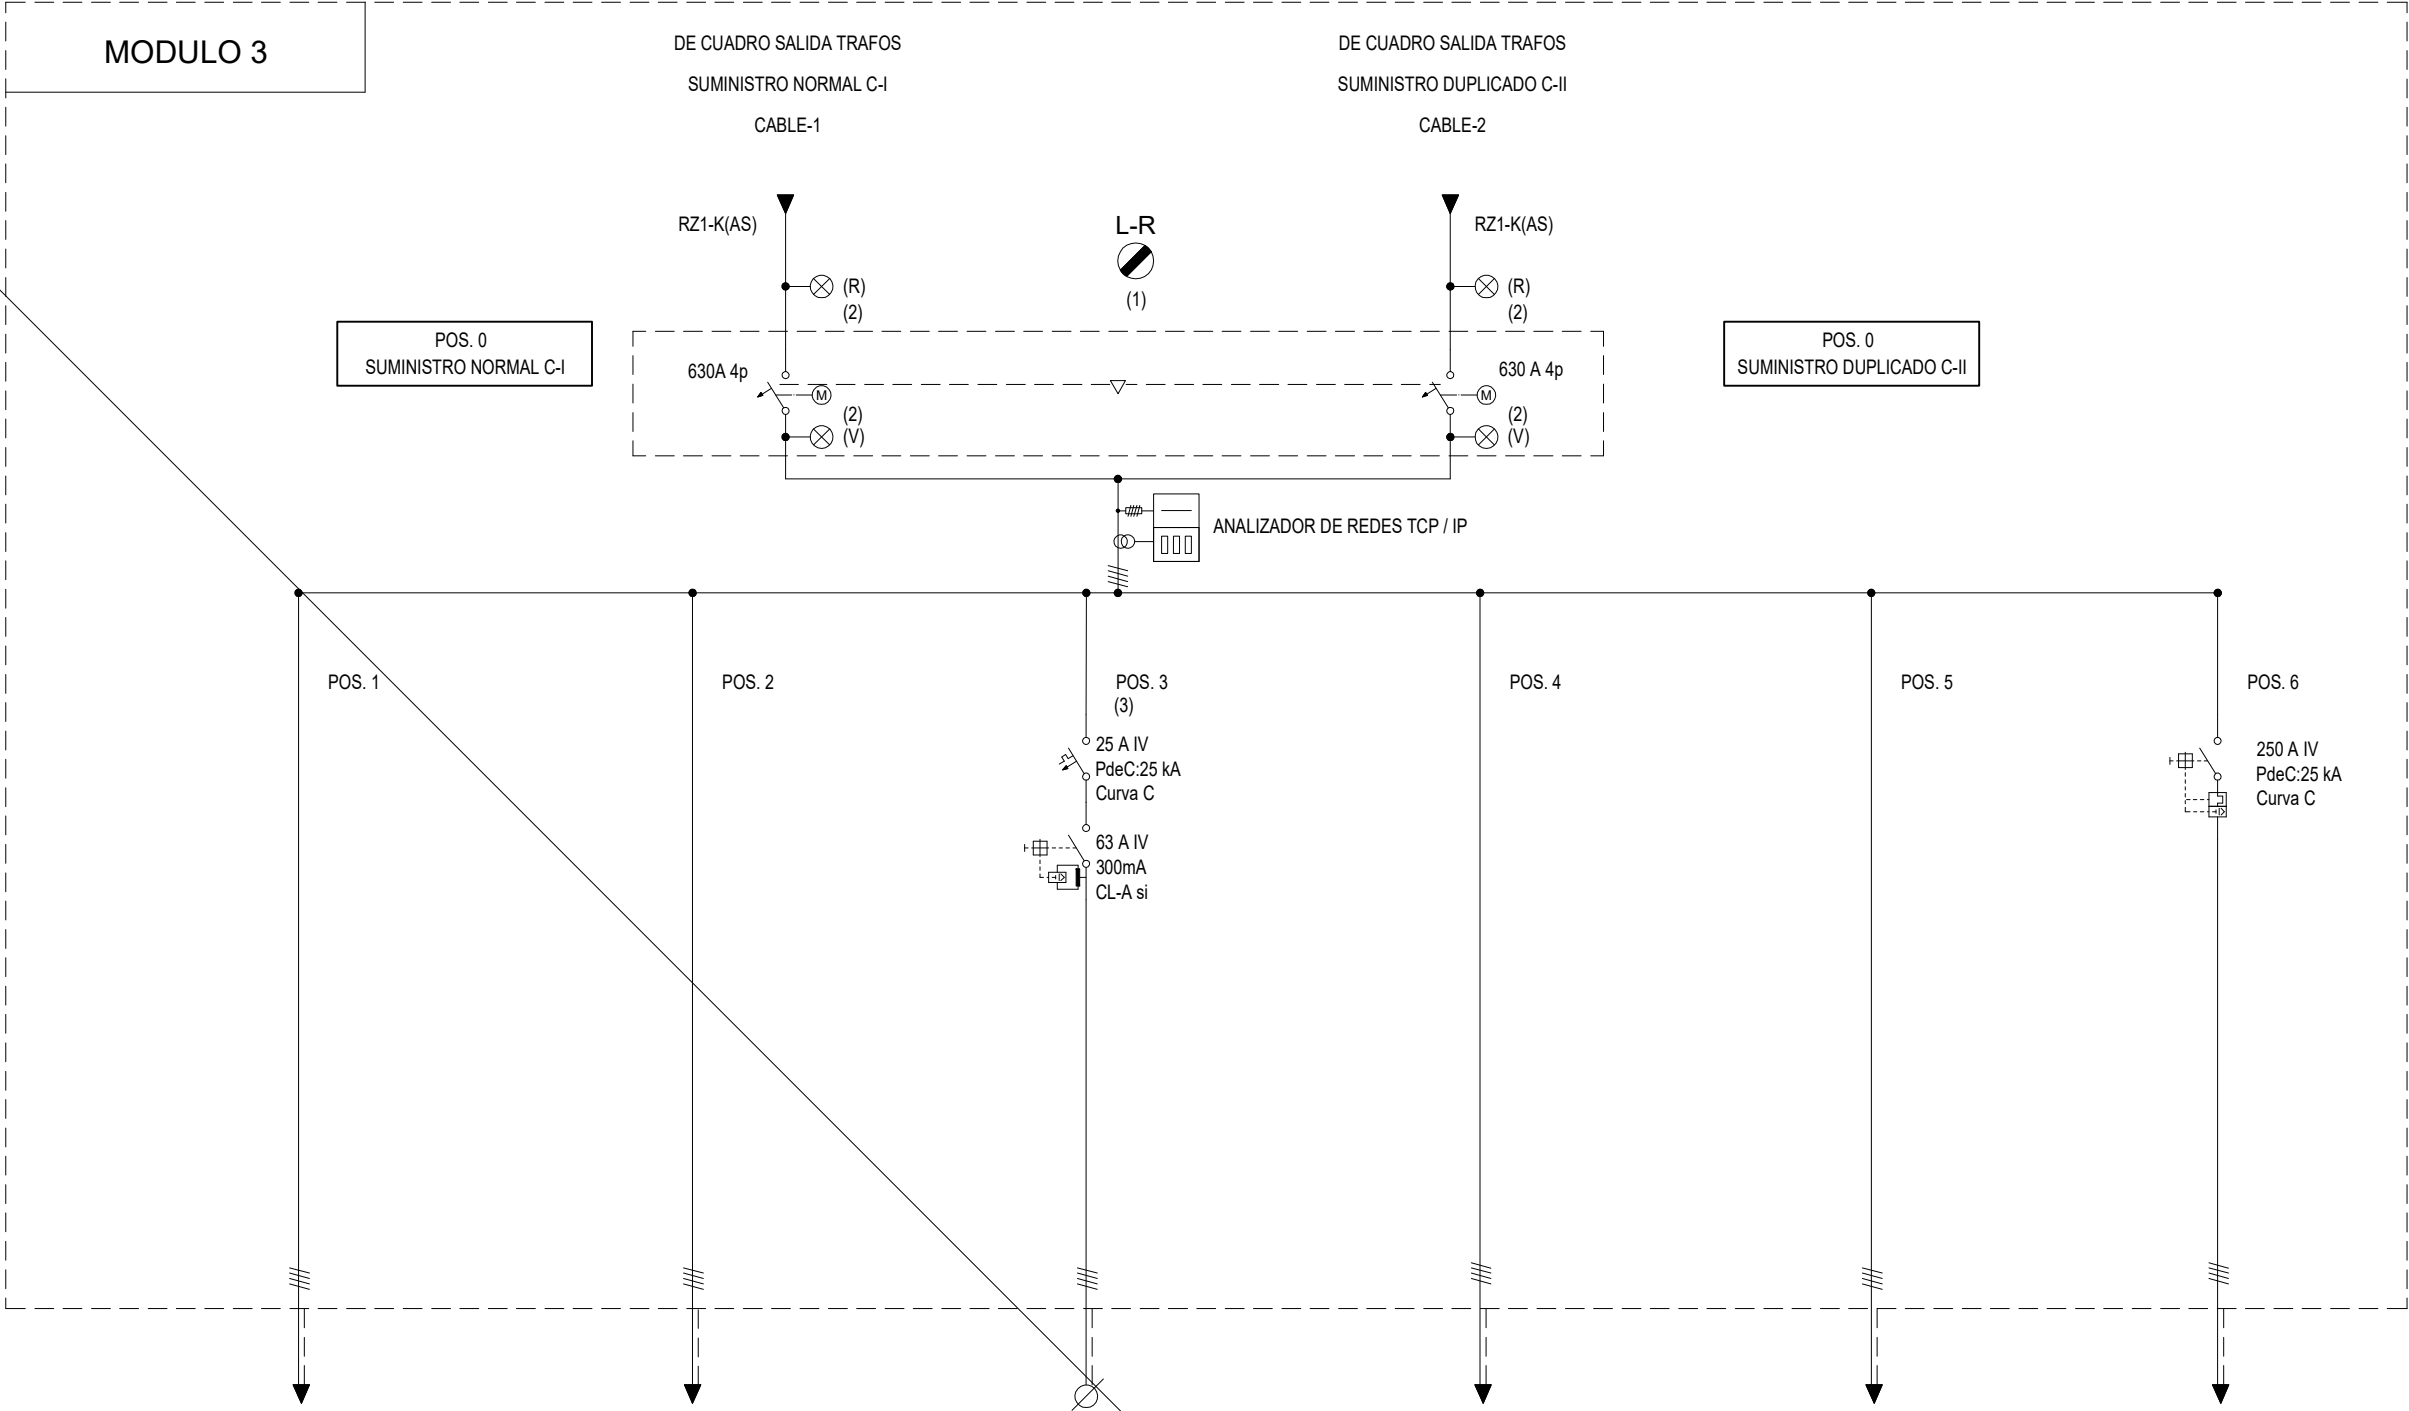 MODULO 3
DE CUADRO SALIDA TRAFOS
SUMINISTRO NORMAL C-I
CABLE-1
DE CUADRO SALIDA TRAFOS
SUMINISTRO DUPLICADO C-II
CABLE-2
RZ1-K(AS)
L-R
(1)
RZ1-K(AS)
(R)
(2)
(R)
(2)
POS. 0
SUMINISTRO NORMAL C-I
POS. 0
SUMINISTRO DUPLICADO C-II
630A 4p
M
(2)
(V)
630 A 4p
M
(2)
(V)
ANALIZADOR DE REDES TCP / IP
POS. 1
POS. 2
POS. 3
(3)
POS. 4
POS. 5
POS. 6
25 A IV
PdeC:25 kA
Curva C
63 A IV
300mA
CL-A si
250 A IV
PdeC:25 kA
Curva C